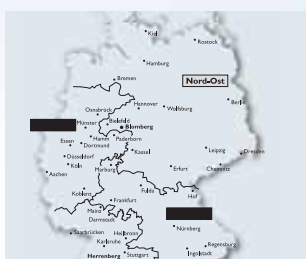 Kiel
Rostock
Hamburg
Nord-Ost
Bremen
Berlin
Hannover
Wolfsburg
Osnabrück
Münster
Bielefeld
Blomberg
Hamm
Paderborn
Essen
Dortmund
Leipzig
Dresden
Kassel
Düsseldorf
Köln
Marburg
Erfurt
Chemnitz
Aachen
Fulda
Hof
Koblenz
Frankfurt
Mainz
Darmstadt
Nürnberg
Saarbrücken
Heilbronn
Karlsruhe
Regensburg
Herrenberg
Stuttgart
Ingolstadt